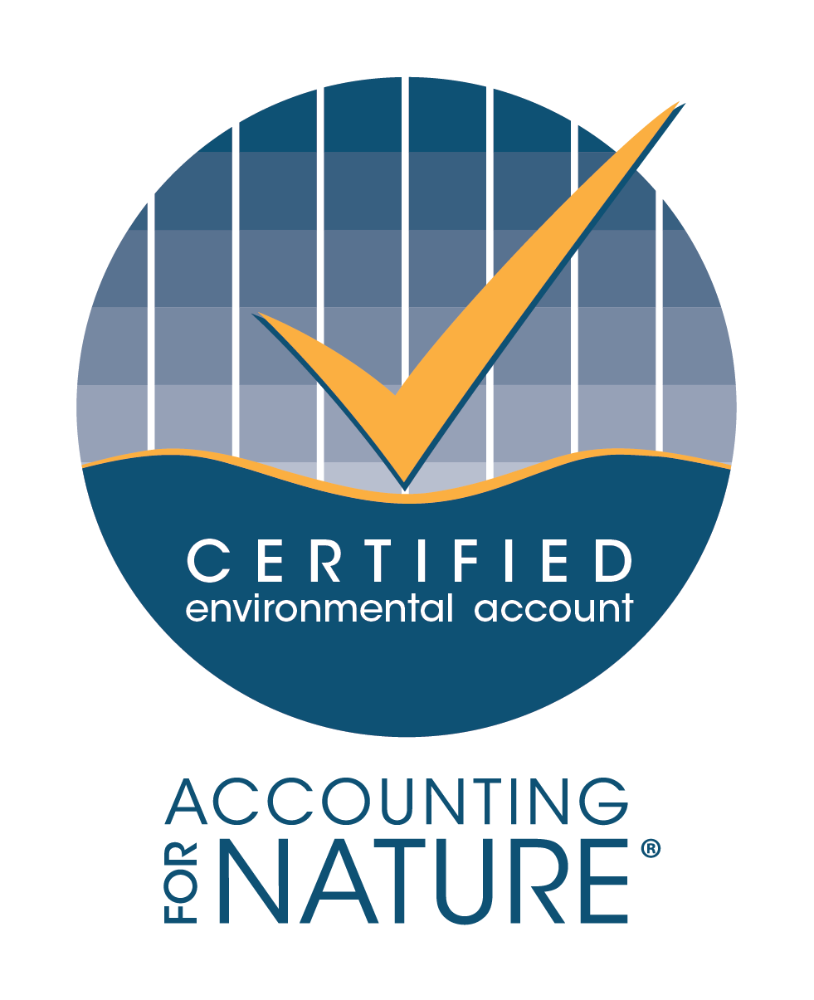 CERTIFIED
environmental account
ACCOUNTING
FOR NATURE®